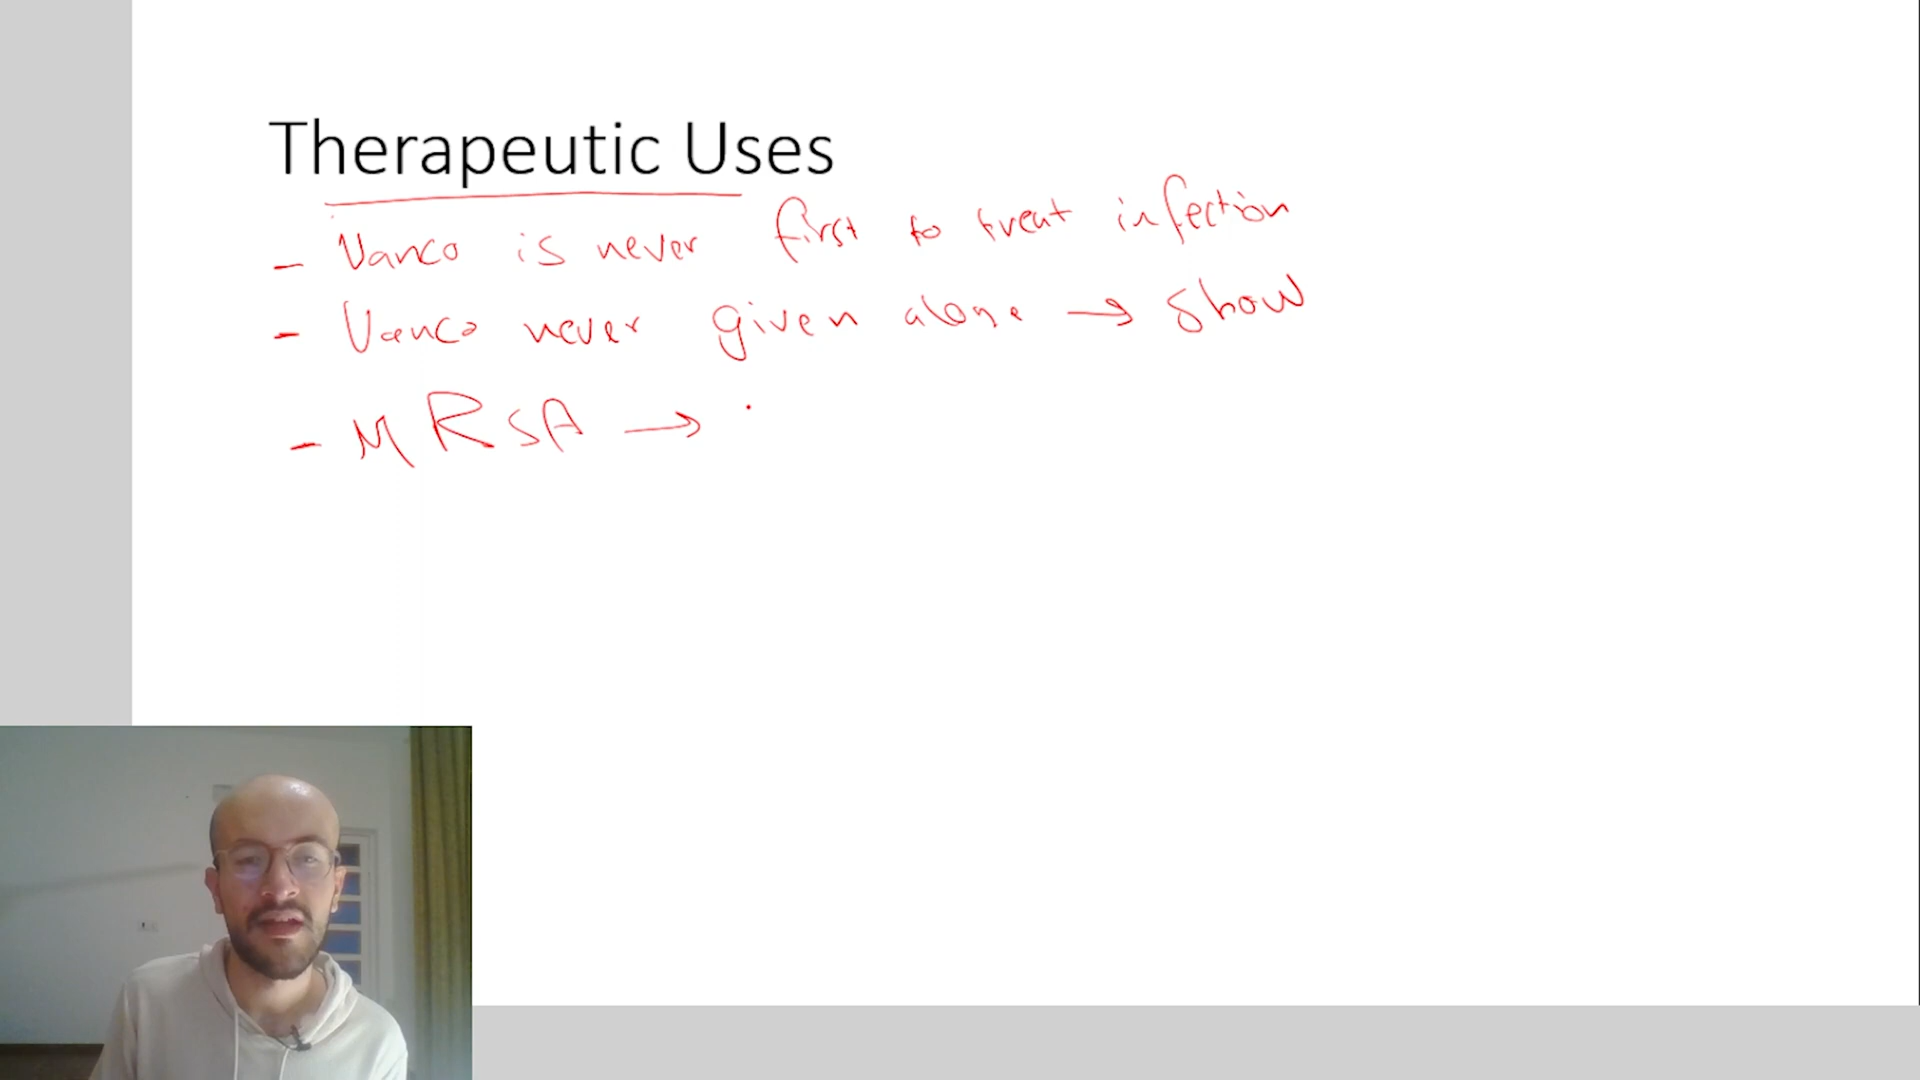 Therapeutic Uses
- Vanco is never first to treat infection
- Vanco never given alone → show
- MRSA →